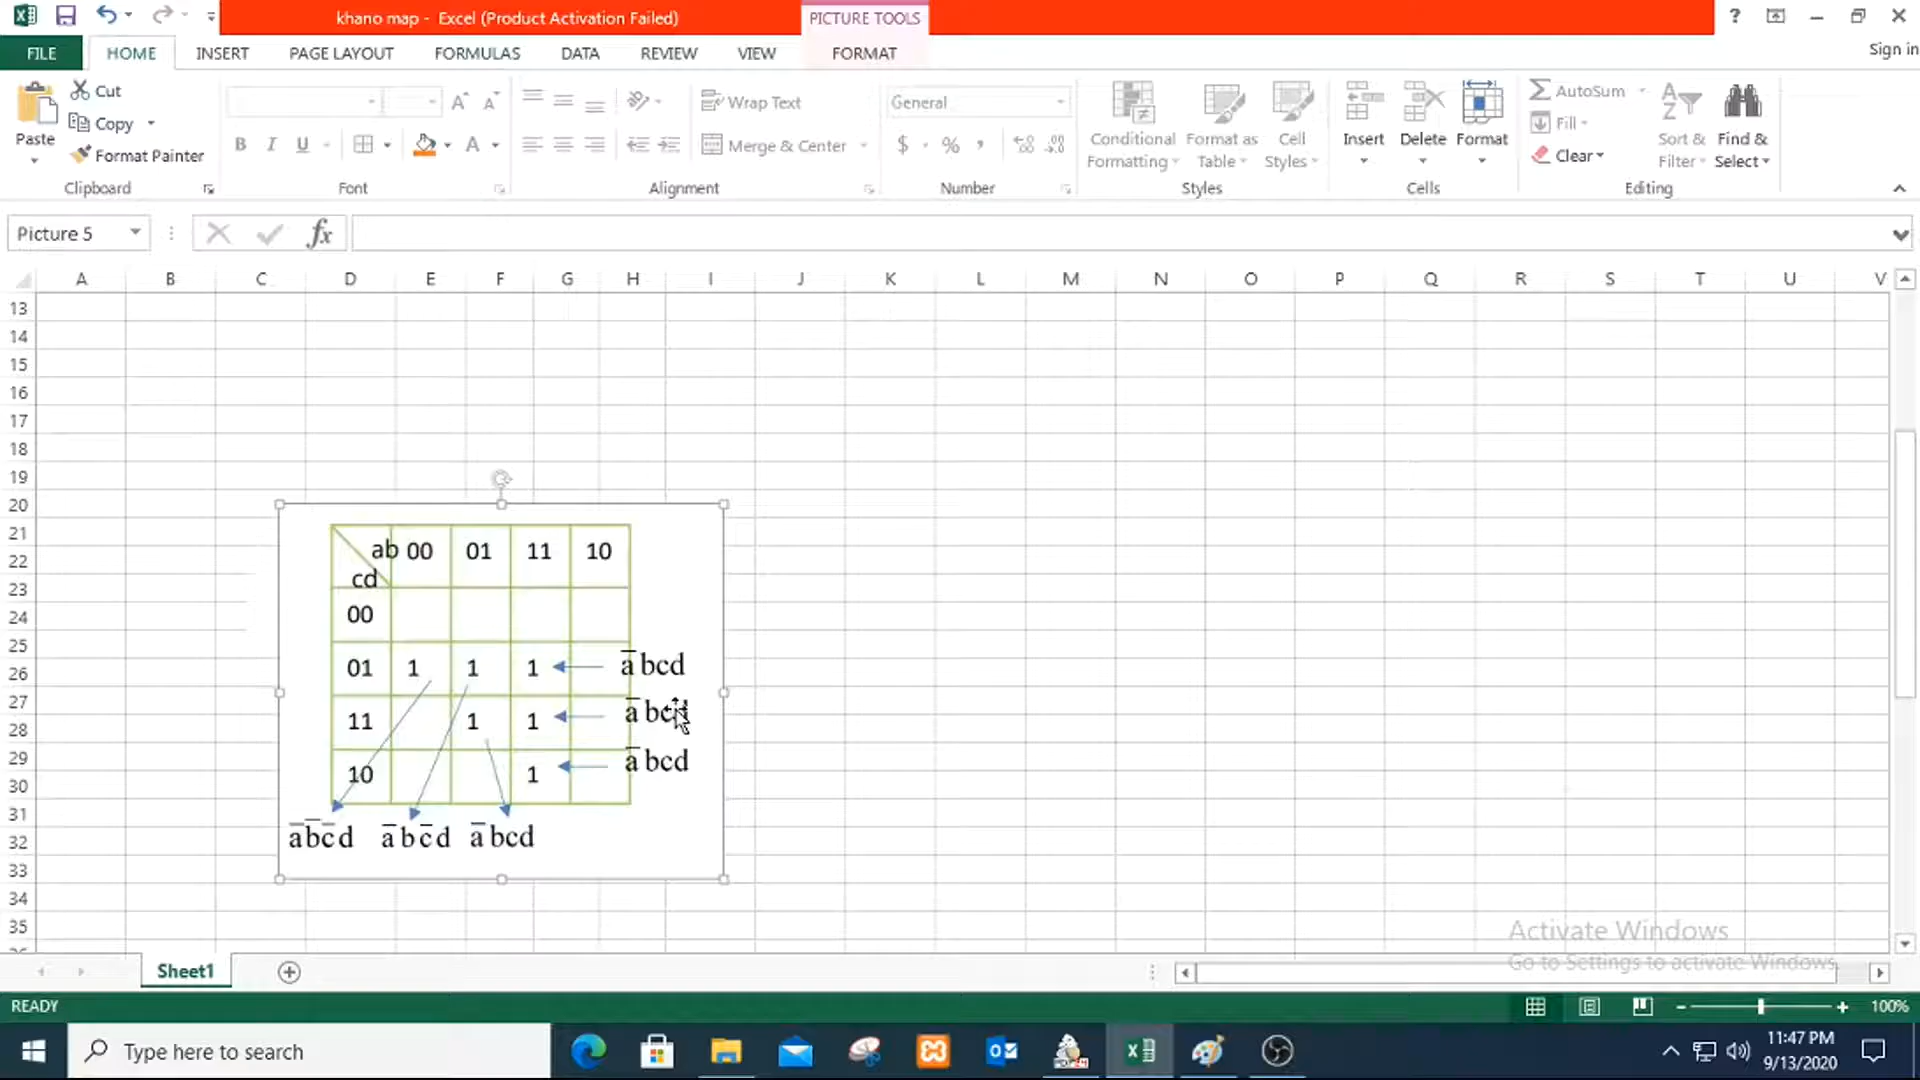 khano map - Excel (Product Activation Failed)
PICTURE TOOLS
?
FILE HOME INSERT PAGE LAYOUT FORMULAS DATA REVIEW VIEW FORMAT Sign in
Paste
Cut
Copy
Format Painter
Clipboard
B I U A
Font
Wrap Text
Merge & Center
Alignment
General
$ % ,
Number
Conditional Formatting
Format as Table
Cell Styles
Styles
Insert Delete Format
Cells
AutoSum
Fill
Clear
Sort & Filter
Find & Select
Editing
Picture 5
fx
A B C D E F G H I J K L M N O P Q R S T U V
13
14
15
16
17
18
19
20
21
22
23
24
25
26
27
28
29
30
31
32
33
34
35
ab 00 01 11 10
cd
00
01 1 1 1 a̅ bcd
11 1 1 a̅ bcd
10 1 a̅ bcd
a̅b̅c̅ d a̅ b c̅ d a̅ bcd
Activate Windows
Go to Settings to activate Windows.
Sheet1
READY
100%
Type here to search
11:47 PM
9/13/2020